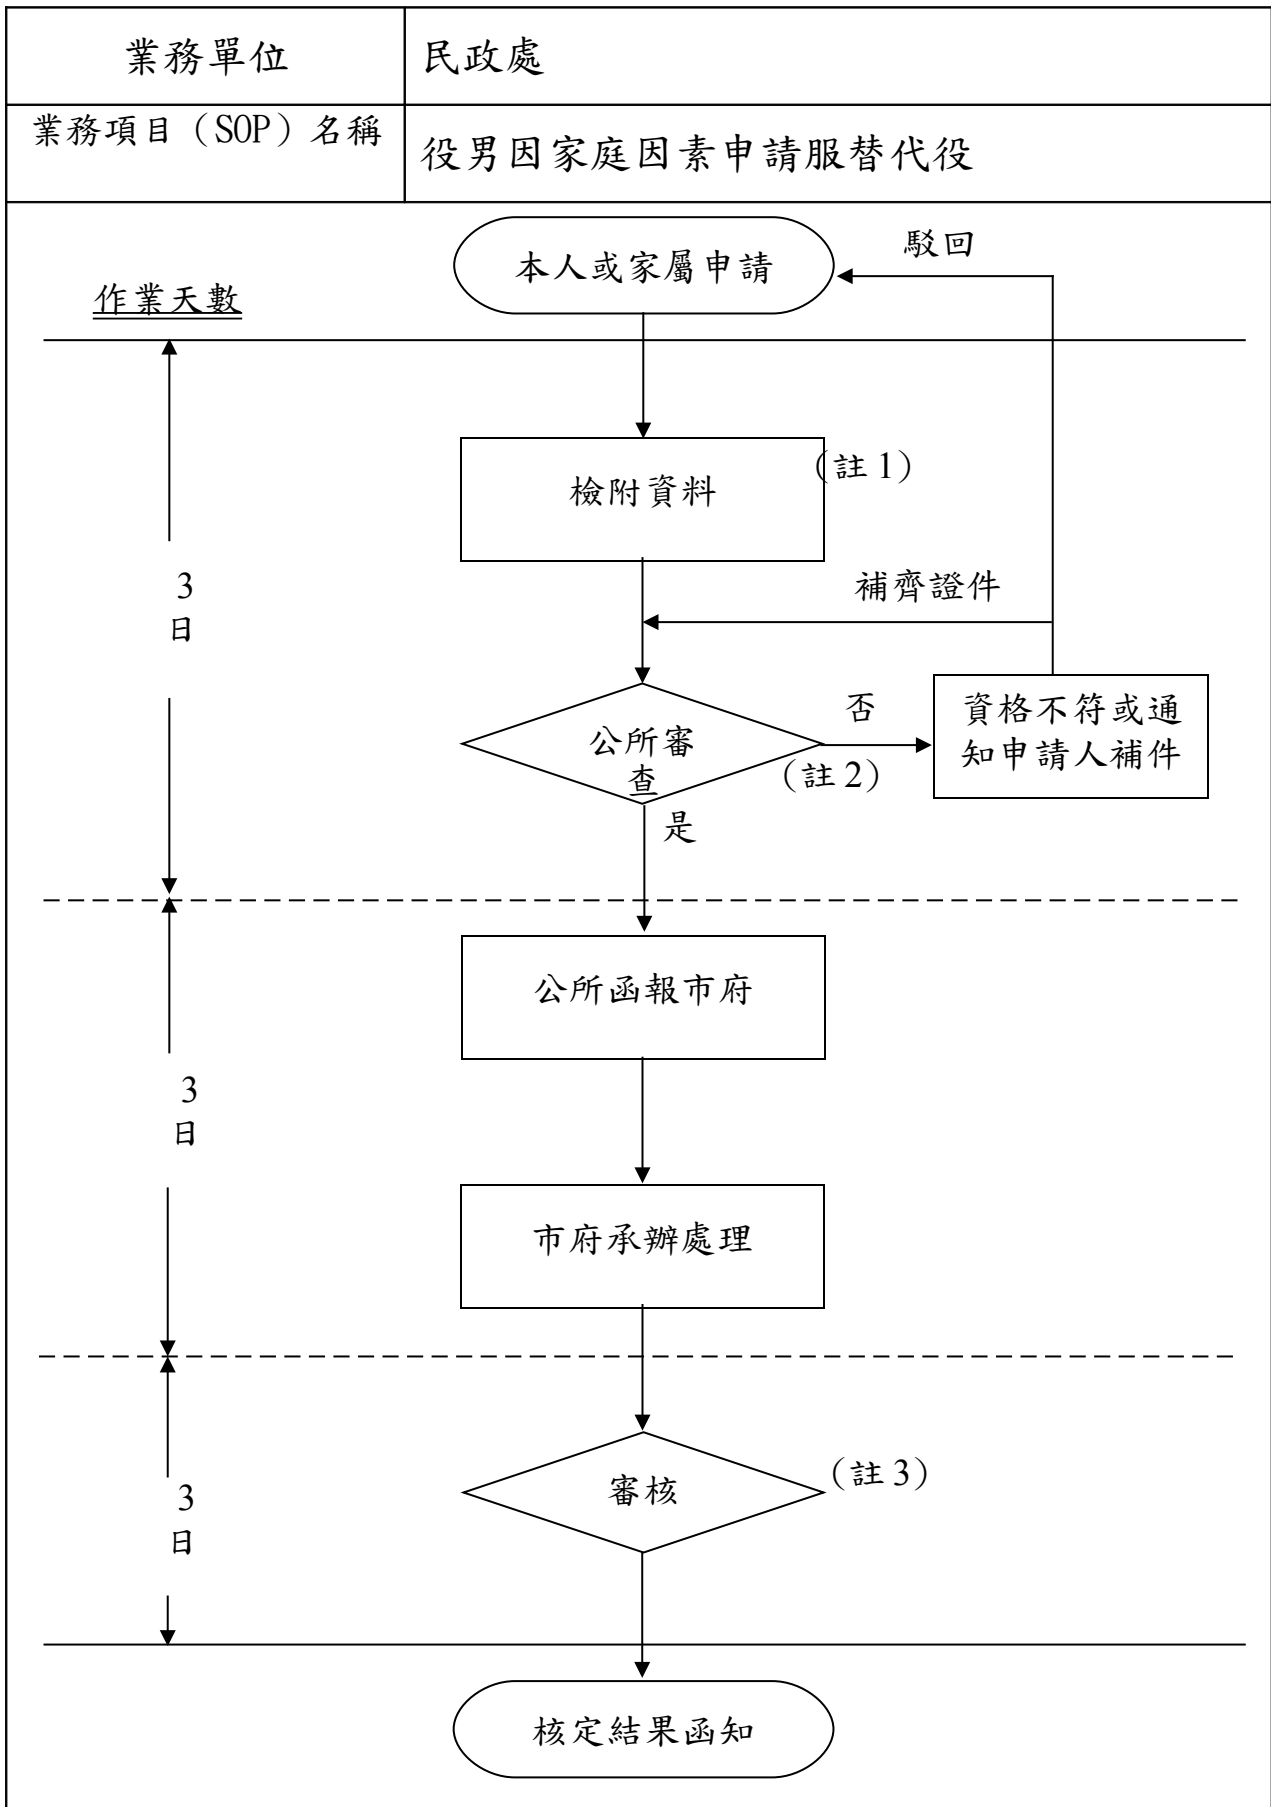 業務單位
民政處
業務項目（SOP）名稱
役男因家庭因素申請服替代役
本人或家屬申請
駁回
作業天數
檢附資料
（註1）
3
日
補齊證件
公所審
查
否
（註2）
資格不符或通
知申請人補件
是
公所函報市府
3
日
市府承辦處理
審核
（註3）
3
日
核定結果函知